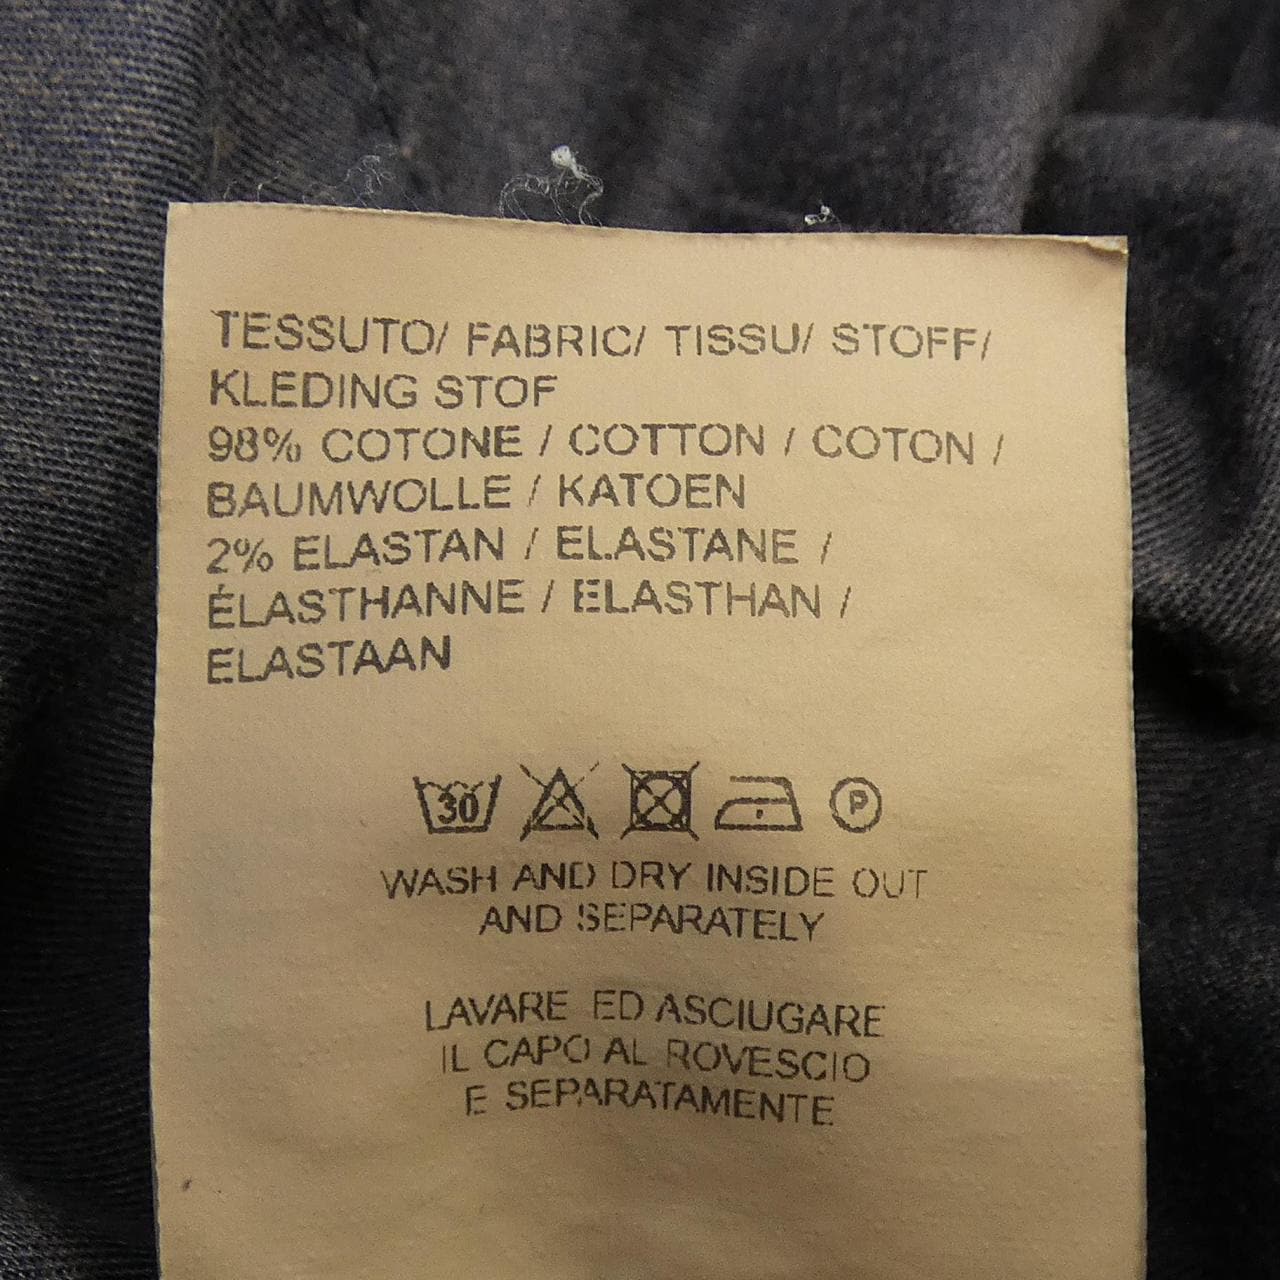 TESSUTO/ FABRIC/ TISSU/ STOFF/
KLEDING STOF
98% COTONE / COTTON / COTON /
BAUMWOLLE / KATOEN
2% ELASTAN / ELASTANE /
ÉLASTHANNE / ELASTHAN /
ELASTAAN
30 P
WASH AND DRY INSIDE OUT
AND SEPARATELY
LAVARE ED ASCIUGARE
IL CAPO AL ROVESCIO
E SEPARATAMENTE